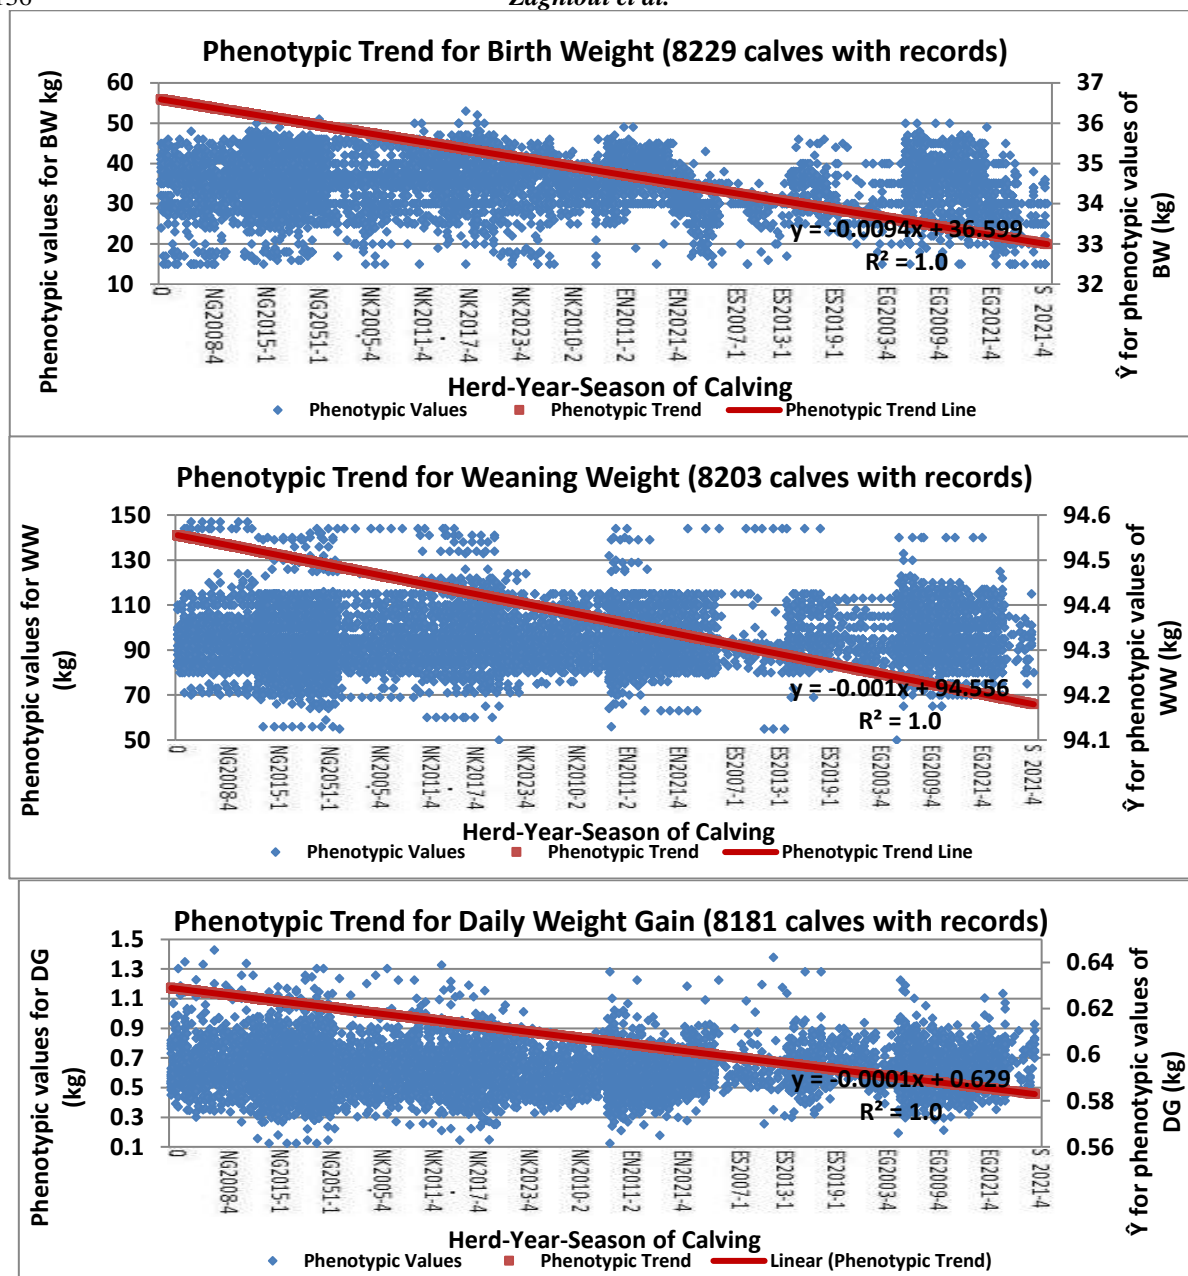 Zaghloul et al.
Phenotypic Trend for Birth Weight (8229 calves with records)
Phenotypic values for BW kg)
60
50
40
30
20
10
37
36
35
34
33
32
Ŷ for phenotypic values of
BW (kg)
y = -0.0094x + 36.599
R² = 1.0
0
NG2008-4
NG2015-1
NG2051-1
NK2005-4
NK2011-4
NK2017-4
NK2023-4
NK2010-2
EN2011-2
EN2021-4
ES2007-1
ES2013-1
ES2019-1
EG2003-4
EG2009-4
EG2021-4
S 2021-4
Herd-Year-Season of Calving
Phenotypic Values Phenotypic Trend Phenotypic Trend Line
Phenotypic Trend for Weaning Weight (8203 calves with records)
Phenotypic values for WW
(kg)
150
130
110
90
70
50
94.6
94.5
94.4
94.3
94.2
94.1
Ŷ for phenotypic values of
WW (kg)
y = -0.001x + 94.556
R² = 1.0
0
NG2008-4
NG2015-1
NG2051-1
NK2005-4
NK2011-4
NK2017-4
NK2023-4
NK2010-2
EN2011-2
EN2021-4
ES2007-1
ES2013-1
ES2019-1
EG2003-4
EG2009-4
EG2021-4
S 2021-4
Herd-Year-Season of Calving
Phenotypic Values Phenotypic Trend Phenotypic Trend Line
Phenotypic Trend for Daily Weight Gain (8181 calves with records)
Phenotypic values for DG
(kg)
1.5
1.3
1.1
0.9
0.7
0.5
0.3
0.1
0.64
0.62
0.6
0.58
0.56
Ŷ for phenotypic values of
DG (kg)
y = -0.0001x + 0.629
R² = 1.0
0
NG2008-4
NG2015-1
NG2051-1
NK2005-4
NK2011-4
NK2017-4
NK2023-4
NK2010-2
EN2011-2
EN2021-4
ES2007-1
ES2013-1
ES2019-1
EG2003-4
EG2009-4
EG2021-4
S 2021-4
Herd-Year-Season of Calving
Phenotypic Values Phenotypic Trend Linear (Phenotypic Trend)